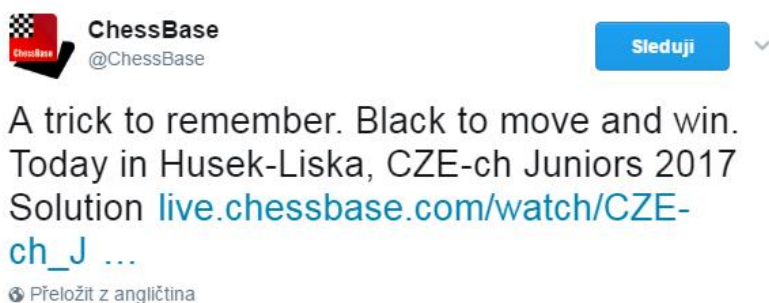 ChessBase
ChessBase
@ChessBase
Sleduji
A trick to remember. Black to move and win.
Today in Husek-Liska, CZE-ch Juniors 2017
Solution live.chessbase.com/watch/CZE-
ch_J ...
Přeložit z angličtina